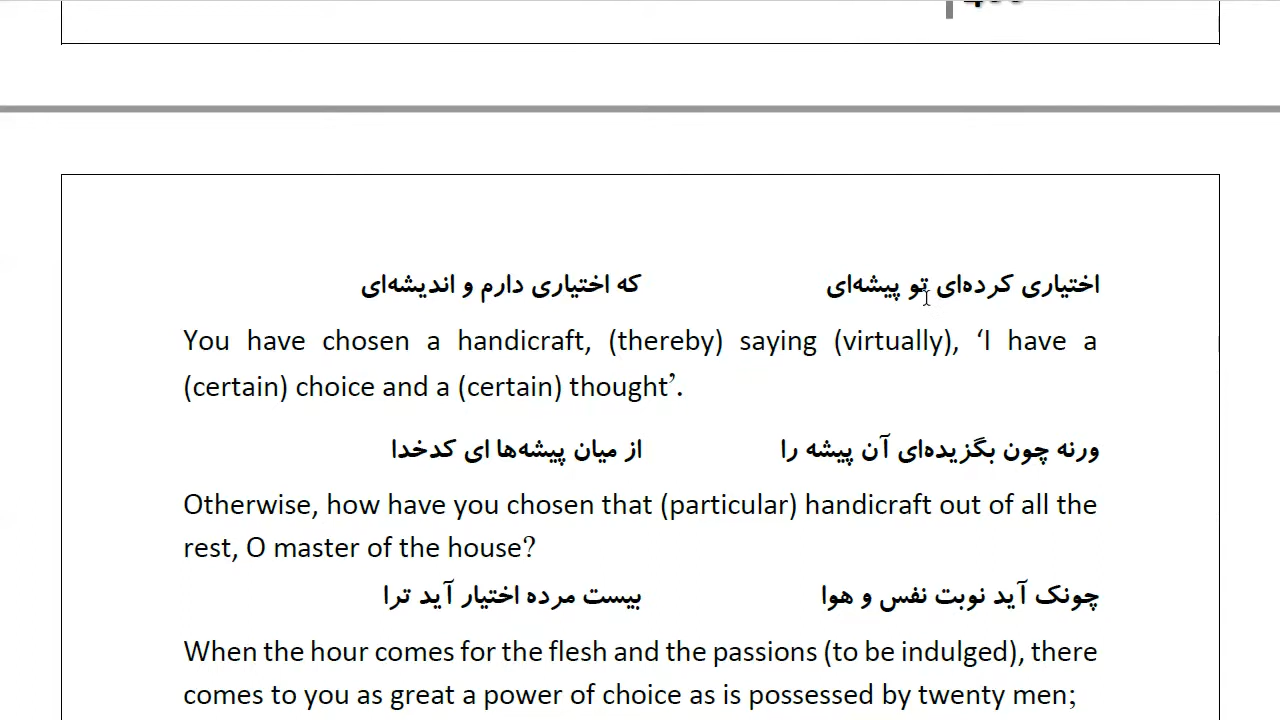 اختیاری کرده‌ای تو پیشه‌ای که اختیاری دارم و اندیشه‌ای
You have chosen a handicraft, (thereby) saying (virtually), ‘I have a
(certain) choice and a (certain) thought’.
ورنه چون بگزیده‌ای آن پیشه را از میان پیشه‌ها ای کدخدا
Otherwise, how have you chosen that (particular) handicraft out of all the
rest, O master of the house?
چونک آید نوبت نفس و هوا بیست مرده اختیار آید ترا
When the hour comes for the flesh and the passions (to be indulged), there
comes to you as great a power of choice as is possessed by twenty men;